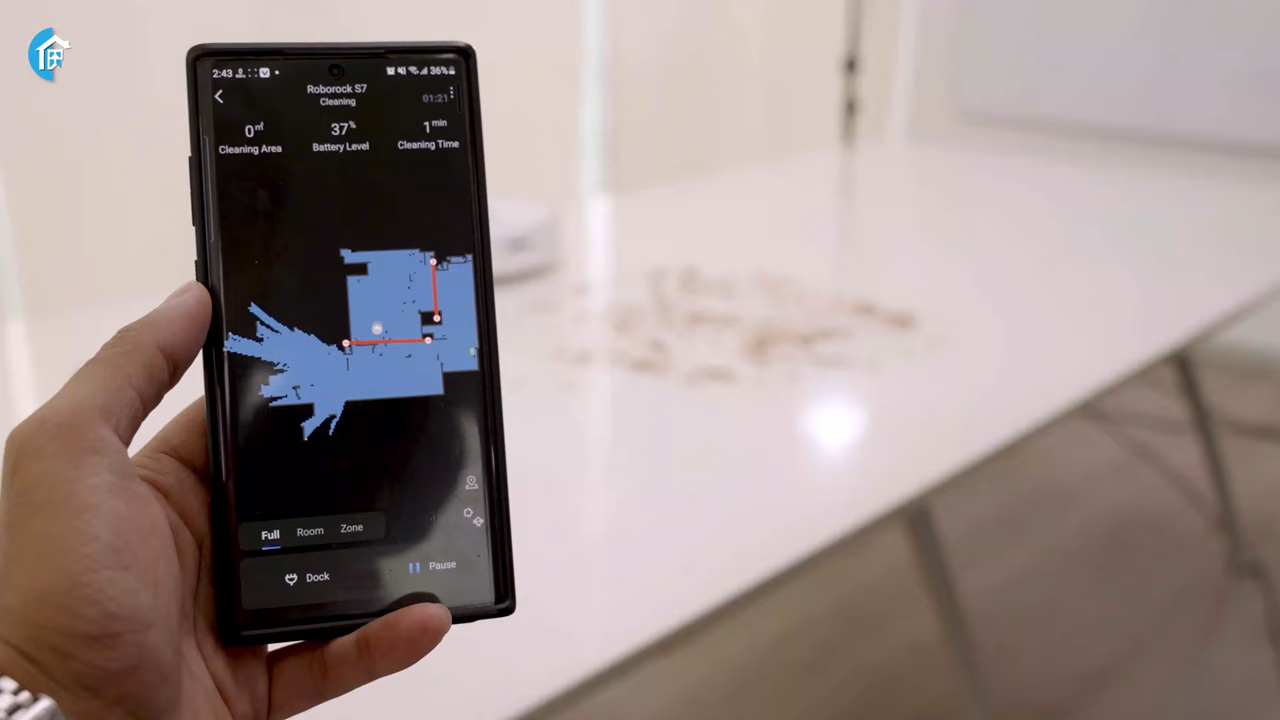 2:43
36%
Roborock S7
Cleaning
01:21
0㎡
37%
1min
Cleaning Area
Battery Level
Cleaning Time
Full
Room
Zone
Dock
Pause